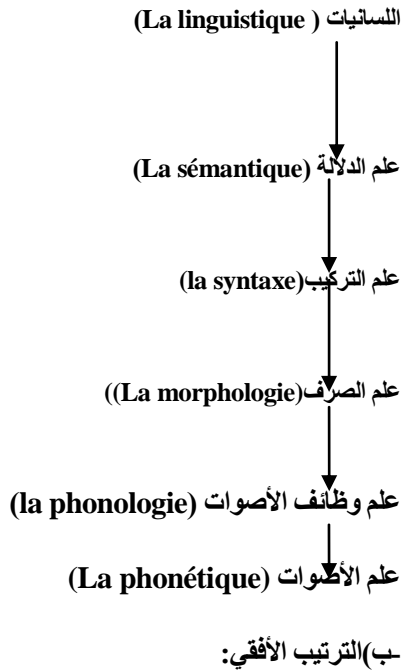 اللسانيات ( La linguistique)
علم الدلالة (La sémantique)
علم التركيب(la syntaxe)
علم الصرف(La morphologie))
علم وظائف الأصوات (la phonologie)
علم الأصوات (La phonétique)
-ب)الترتيب الأفقي: